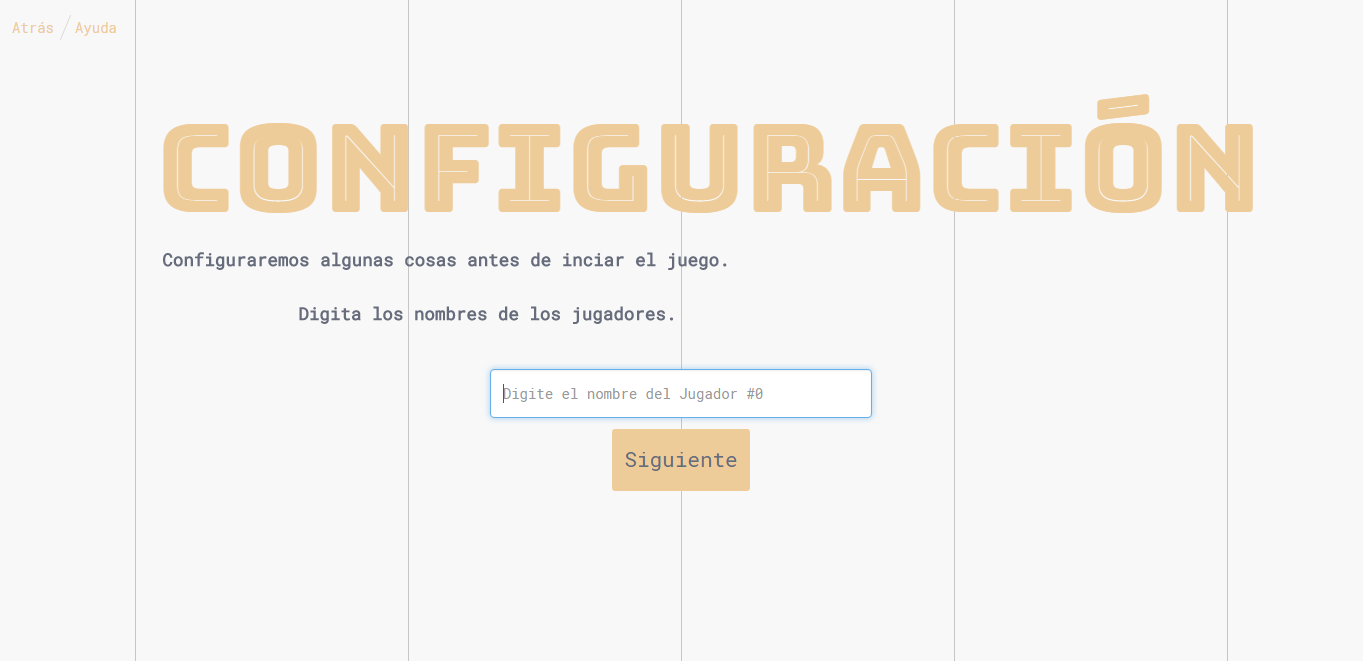 Atrás / Ayuda
CONFIGURACIÓN
Configuraremos algunas cosas antes de inciar el juego.
Digita los nombres de los jugadores.
Digite el nombre del Jugador #0
Siguiente